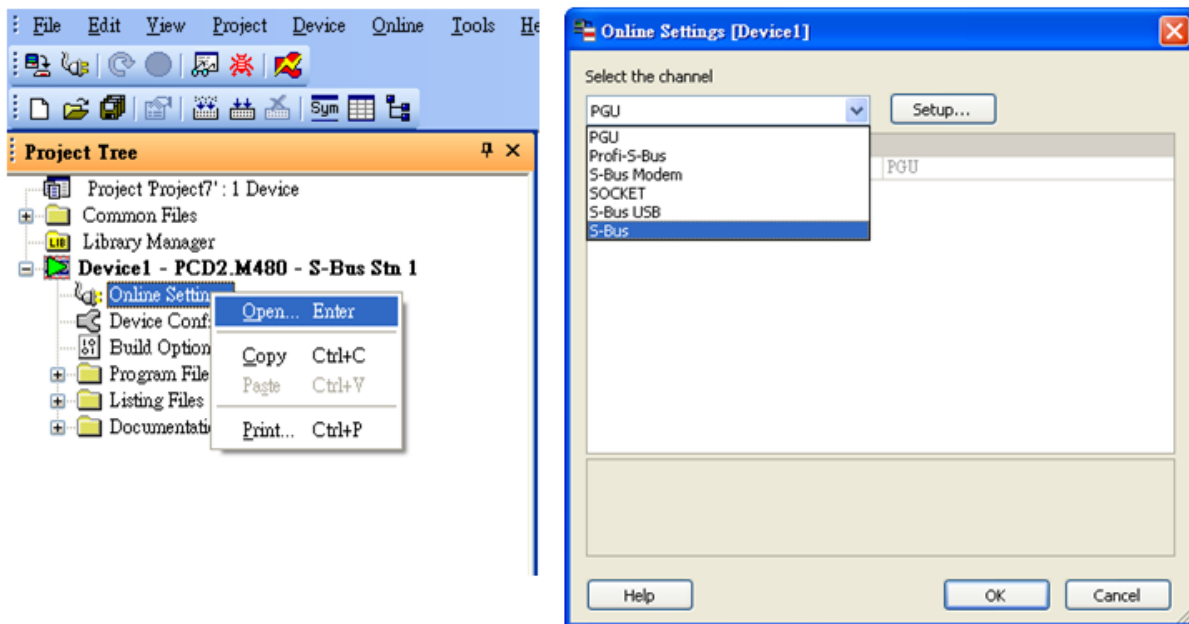 File Edit View Project Device Online Tools He
Sym
Project Tree
Project 'Project7' : 1 Device
Common Files
LIB Library Manager
Device1 - PCD2.M480 - S-Bus Stn 1
Online Settin
Device Conf
Build Option
Program File
Listing Files
Documentati
Open... Enter
Copy Ctrl+C
Paste Ctrl+V
Print... Ctrl+P
Online Settings [Device1]
Select the channel
PGU
Setup...
PGU
Profi-S-Bus
S-Bus Modem
SOCKET
S-Bus USB
S-Bus
PGU
Help OK Cancel